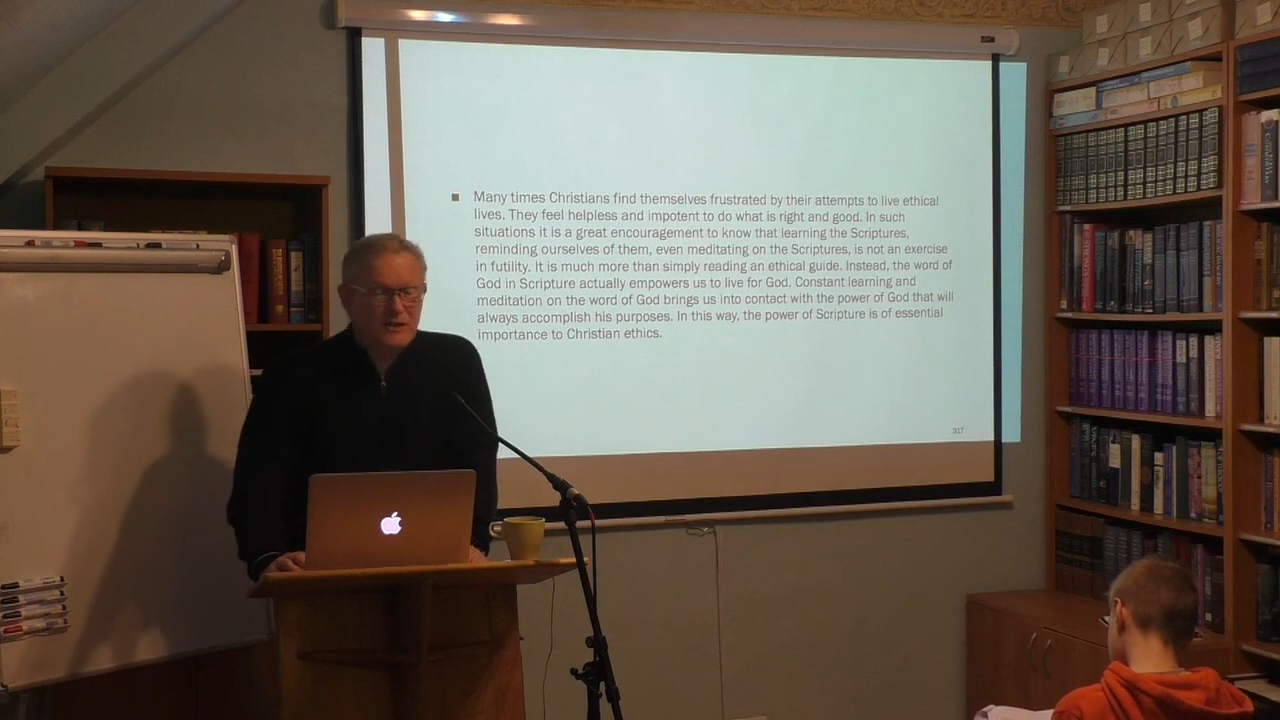 Many times Christians find themselves frustrated by their attempts to live ethical
lives. They feel helpless and impotent to do what is right and good. In such
situations it is a great encouragement to know that learning the Scriptures,
reminding ourselves of them, even meditating on the Scriptures, is not an exercise
in futility. It is much more than simply reading an ethical guide. Instead, the word of
God in Scripture actually empowers us to live for God. Constant learning and
meditation on the word of God brings us into contact with the power of God that will
always accomplish his purposes. In this way, the power of Scripture is of essential
importance to Christian ethics.
317